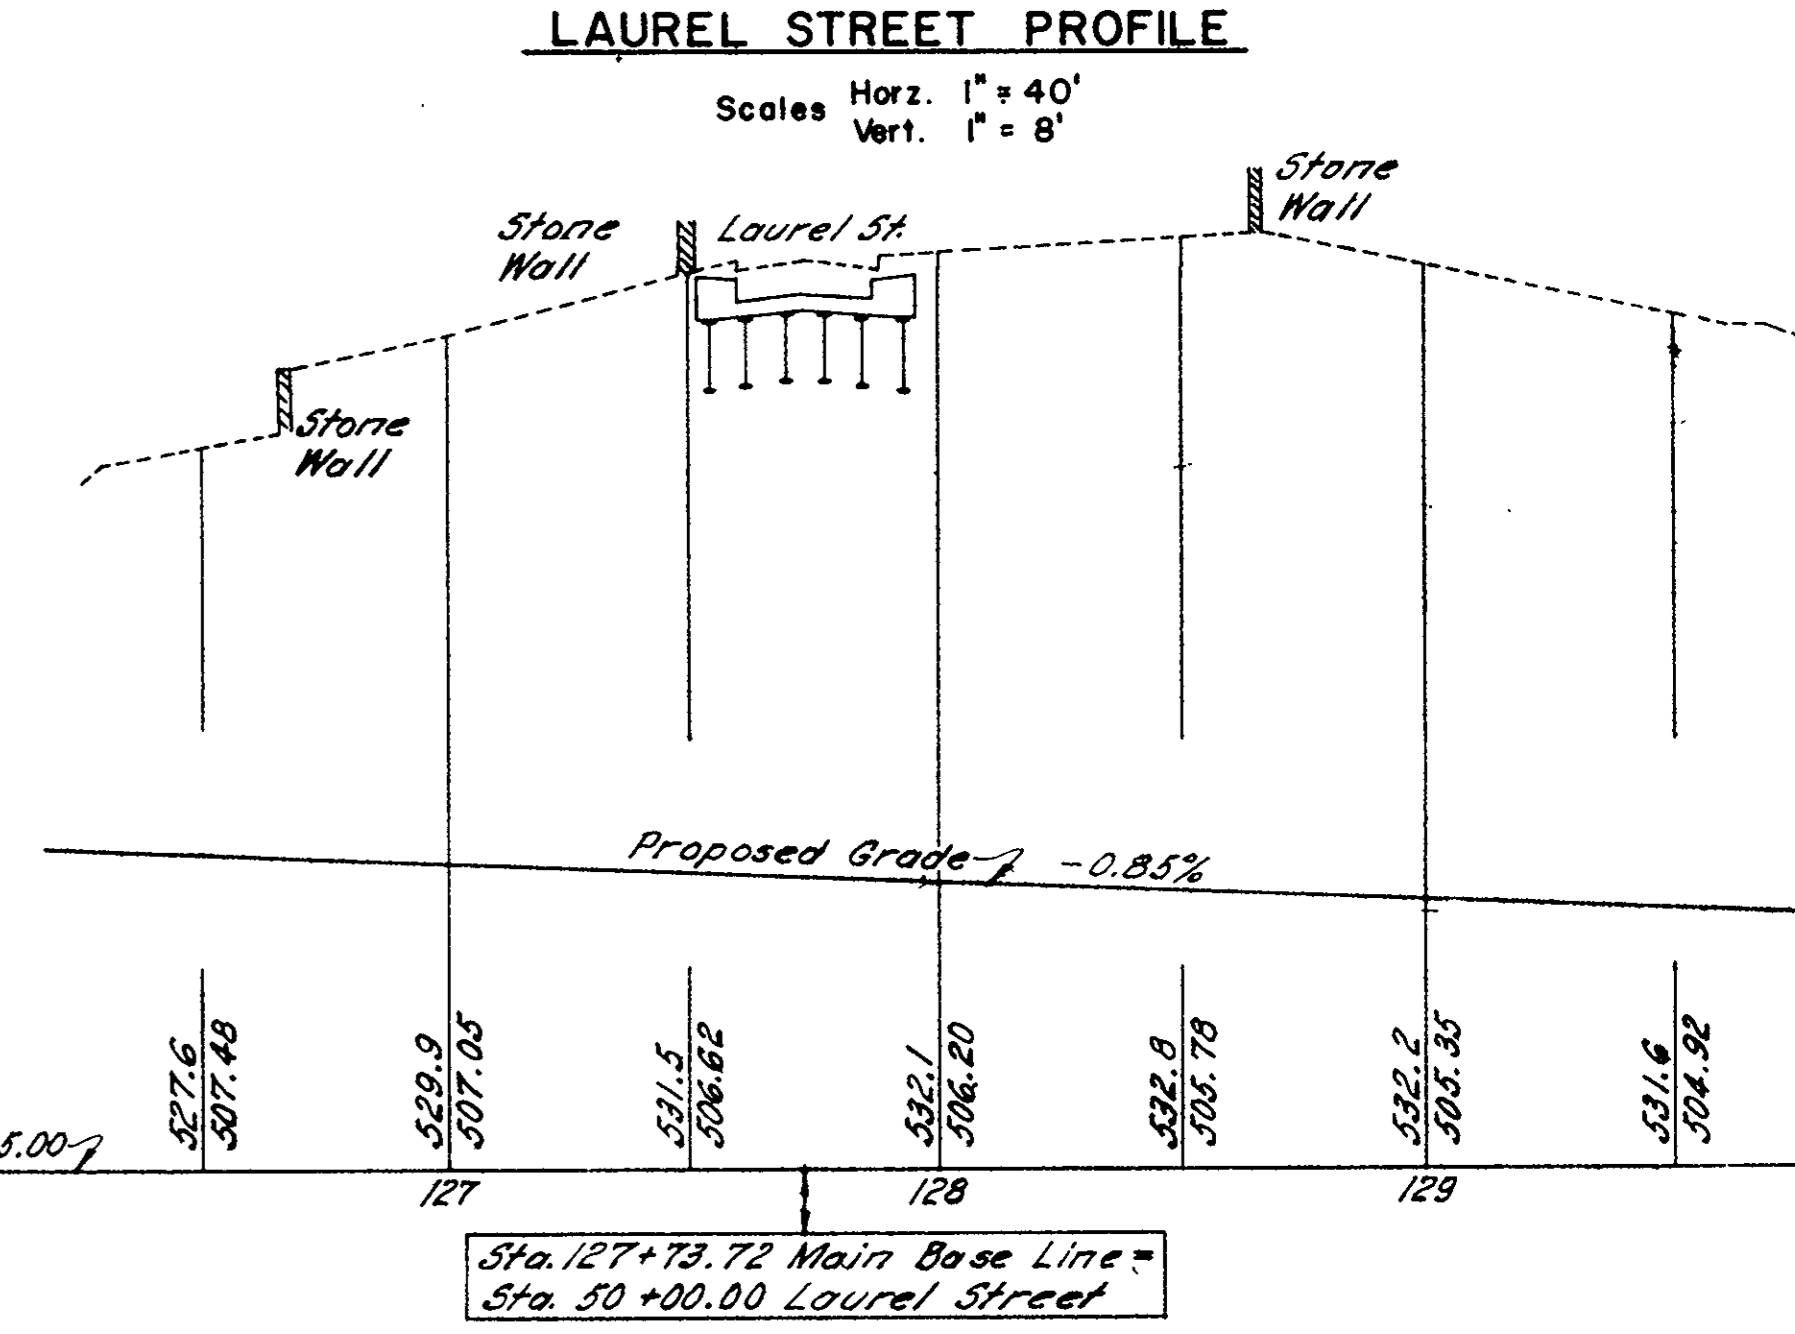 LAUREL STREET PROFILE
Scales Horz. 1" = 40'
Vert. 1" = 8'
Stone
Wall
Stone
Wall
Laurel St.
Stone
Wall
Proposed Grade -0.85%
527.6
507.48
529.9
507.05
531.5
506.62
532.1
506.20
532.8
505.78
532.2
505.35
531.6
504.92
5.00
127
128
129
Sta. 127+73.72 Main Base Line =
Sta. 50+00.00 Laurel Street